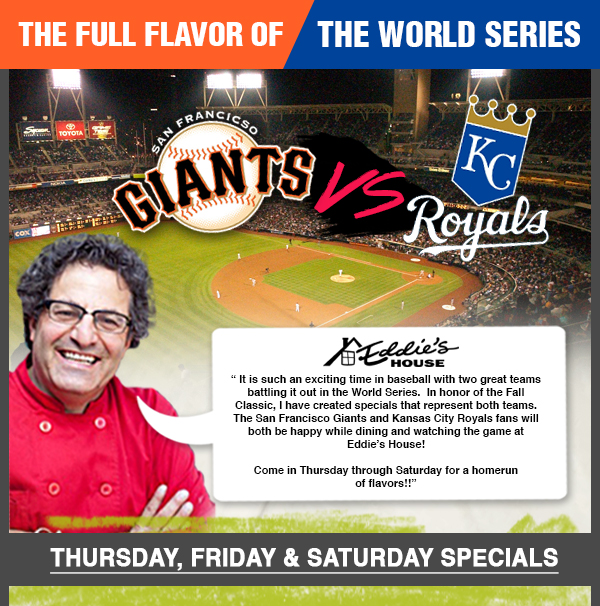 THE FULL FLAVOR OF THE WORLD SERIES
TOYOTA
COX
SAN FRANCICSO
GIANTS
VS
KC
Royals
Eddie's
HOUSE
“ It is such an exciting time in baseball with two great teams
battling it out in the World Series. In honor of the Fall
Classic, I have created specials that represent both teams.
The San Francisco Giants and Kansas City Royals fans will
both be happy while dining and watching the game at
Eddie’s House!
Come in Thursday through Saturday for a homerun
of flavors!!”
THURSDAY, FRIDAY & SATURDAY SPECIALS